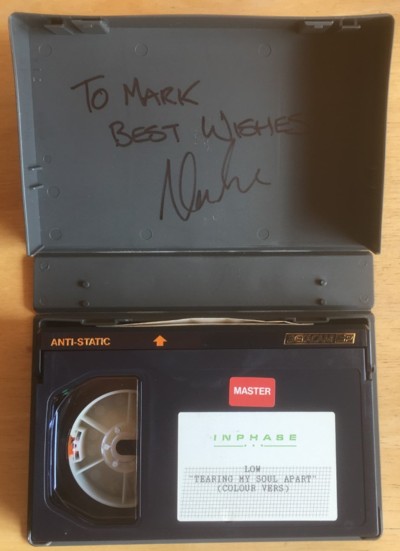 TO MARK
BEST WISHES
ANTI-STATIC
MASTER
INPHASE
LOW
"TEARING MY SOUL APART"
(COLOUR VERS)